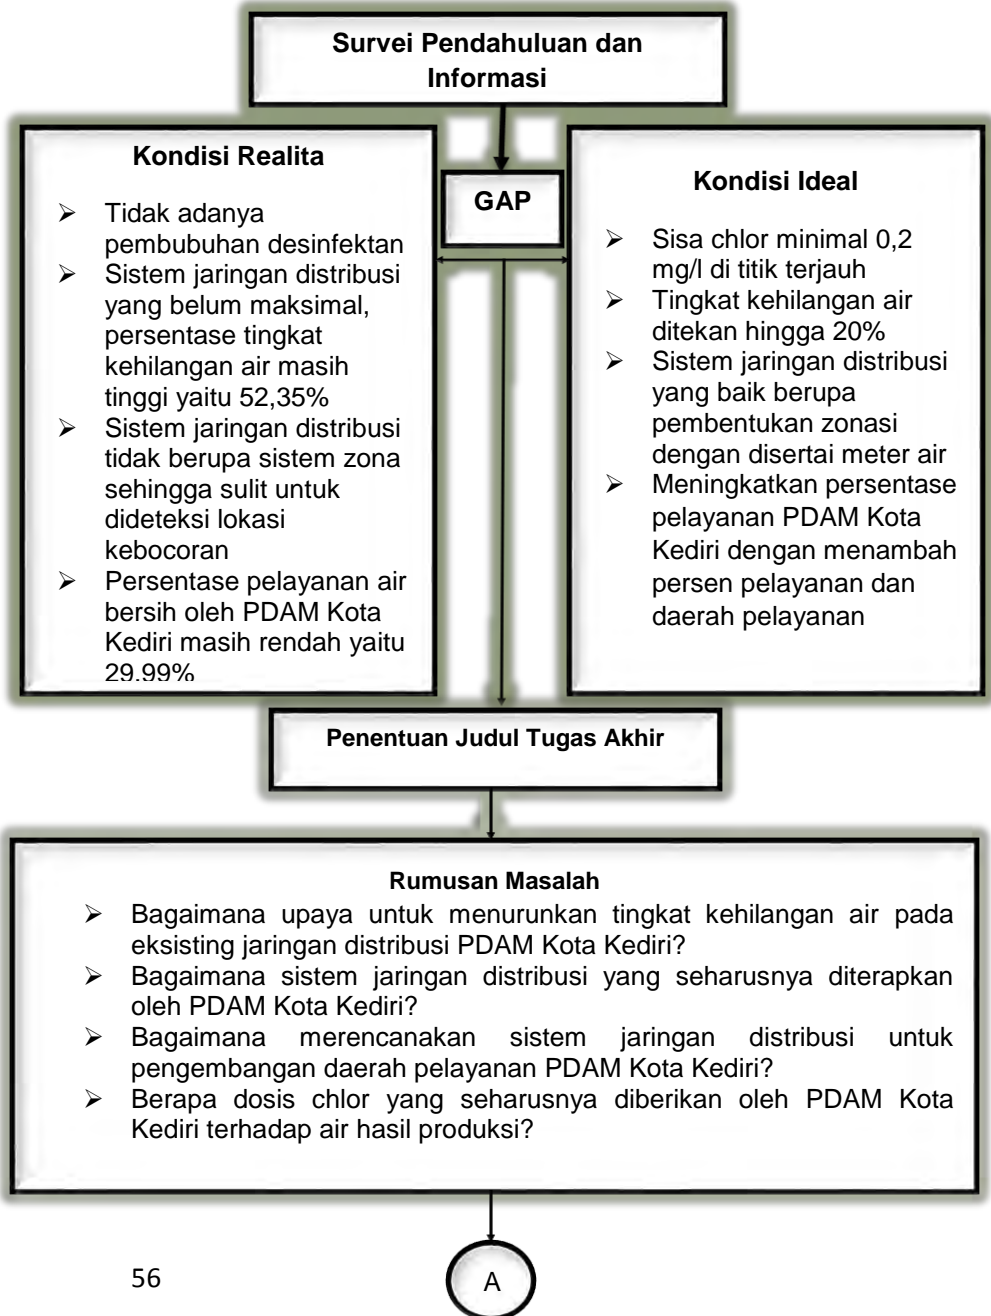 Survei Pendahuluan dan
Informasi
GAP
Kondisi Realita
➢ Tidak adanya
pembubuhan desinfektan
➢ Sistem jaringan distribusi
yang belum maksimal,
persentase tingkat
kehilangan air masih
tinggi yaitu 52,35%
➢ Sistem jaringan distribusi
tidak berupa sistem zona
sehingga sulit untuk
dideteksi lokasi
kebocoran
➢ Persentase pelayanan air
bersih oleh PDAM Kota
Kediri masih rendah yaitu
29.99%
Kondisi Ideal
➢ Sisa chlor minimal 0,2
mg/l di titik terjauh
➢ Tingkat kehilangan air
ditekan hingga 20%
➢ Sistem jaringan distribusi
yang baik berupa
pembentukan zonasi
dengan disertai meter air
➢ Meningkatkan persentase
pelayanan PDAM Kota
Kediri dengan menambah
persen pelayanan dan
daerah pelayanan
Penentuan Judul Tugas Akhir
Rumusan Masalah
➢ Bagaimana upaya untuk menurunkan tingkat kehilangan air pada
eksisting jaringan distribusi PDAM Kota Kediri?
➢ Bagaimana sistem jaringan distribusi yang seharusnya diterapkan
oleh PDAM Kota Kediri?
➢ Bagaimana merencanakan sistem jaringan distribusi untuk
pengembangan daerah pelayanan PDAM Kota Kediri?
➢ Berapa dosis chlor yang seharusnya diberikan oleh PDAM Kota
Kediri terhadap air hasil produksi?
56
A